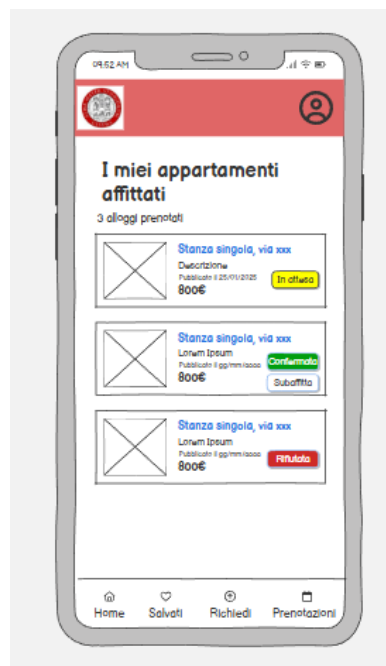 09:52 AM
I miei appartamenti
affittati
3 alloggi prenotati
Stanza singola, via xxx
Descrizione
Pubblicato il 25/01/2025
800€
In attesa
Stanza singola, via xxx
Lorem Ipsum
Pubblicato il gg/mm/aaaa
800€
Confermata
Subaffitta
Stanza singola, via xxx
Lorem Ipsum
Pubblicato il gg/mm/aaaa
800€
Rifiutata
Home Salvati Richiedi Prenotazioni